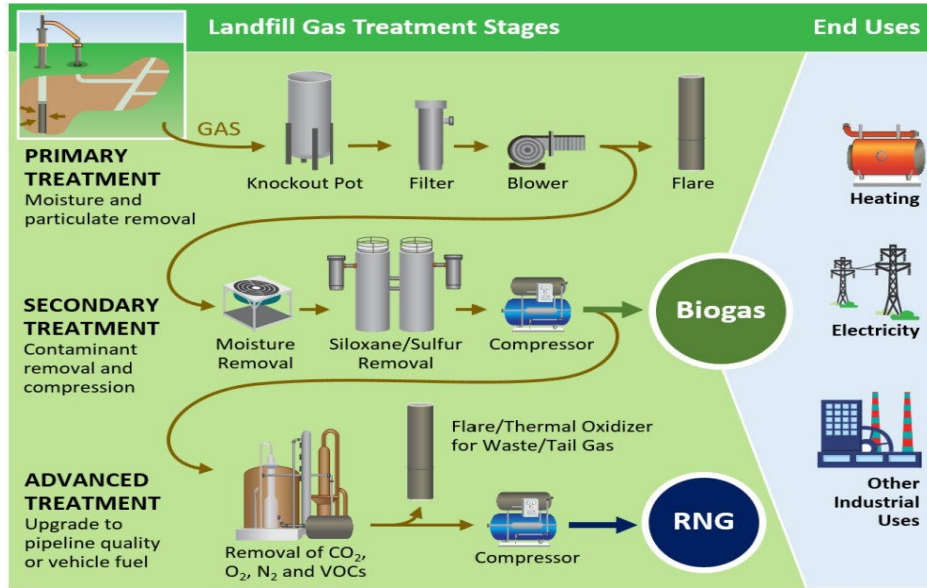 Landfill Gas Treatment Stages
End Uses
GAS
PRIMARY
TREATMENT
Moisture and
particulate removal
Knockout Pot
Filter
Blower
Flare
Heating
SECONDARY
TREATMENT
Contaminant
removal and
compression
Moisture
Removal
Siloxane/Sulfur
Removal
Compressor
Biogas
Electricity
ADVANCED
TREATMENT
Upgrade to
pipeline quality
or vehicle fuel
Removal of CO₂,
O₂, N₂ and VOCs
Flare/Thermal Oxidizer
for Waste/Tail Gas
Compressor
RNG
Other
Industrial
Uses